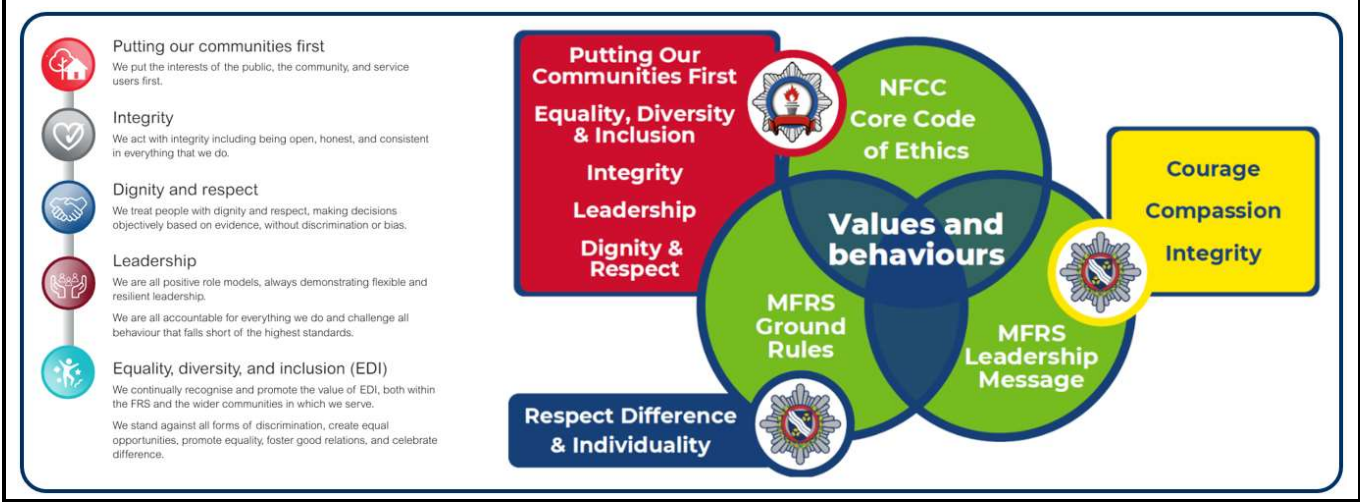 Putting our communities first
We put the interests of the public, the community, and service
users first.
Integrity
We act with integrity including being open, honest, and consistent
in everything that we do.
Dignity and respect
We treat people with dignity and respect, making decisions
objectively based on evidence, without discrimination or bias.
Leadership
We are all positive role models, always demonstrating flexible and
resilient leadership.
We are all accountable for everything we do and challenge all
behaviour that falls short of the highest standards.
Equality, diversity, and inclusion (EDI)
We continually recognise and promote the value of EDI, both within
the FRS and the wider communities in which we serve.
We stand against all forms of discrimination, create equal
opportunities, promote equality, foster good relations, and celebrate
difference.
Putting Our
Communities First
Equality, Diversity
& Inclusion
Integrity
Leadership
Dignity &
Respect
NFCC
Core Code
of Ethics
Values and
behaviours
MFRS
Ground
Rules
MFRS
Leadership
Message
Courage
Compassion
Integrity
Respect Difference
& Individuality